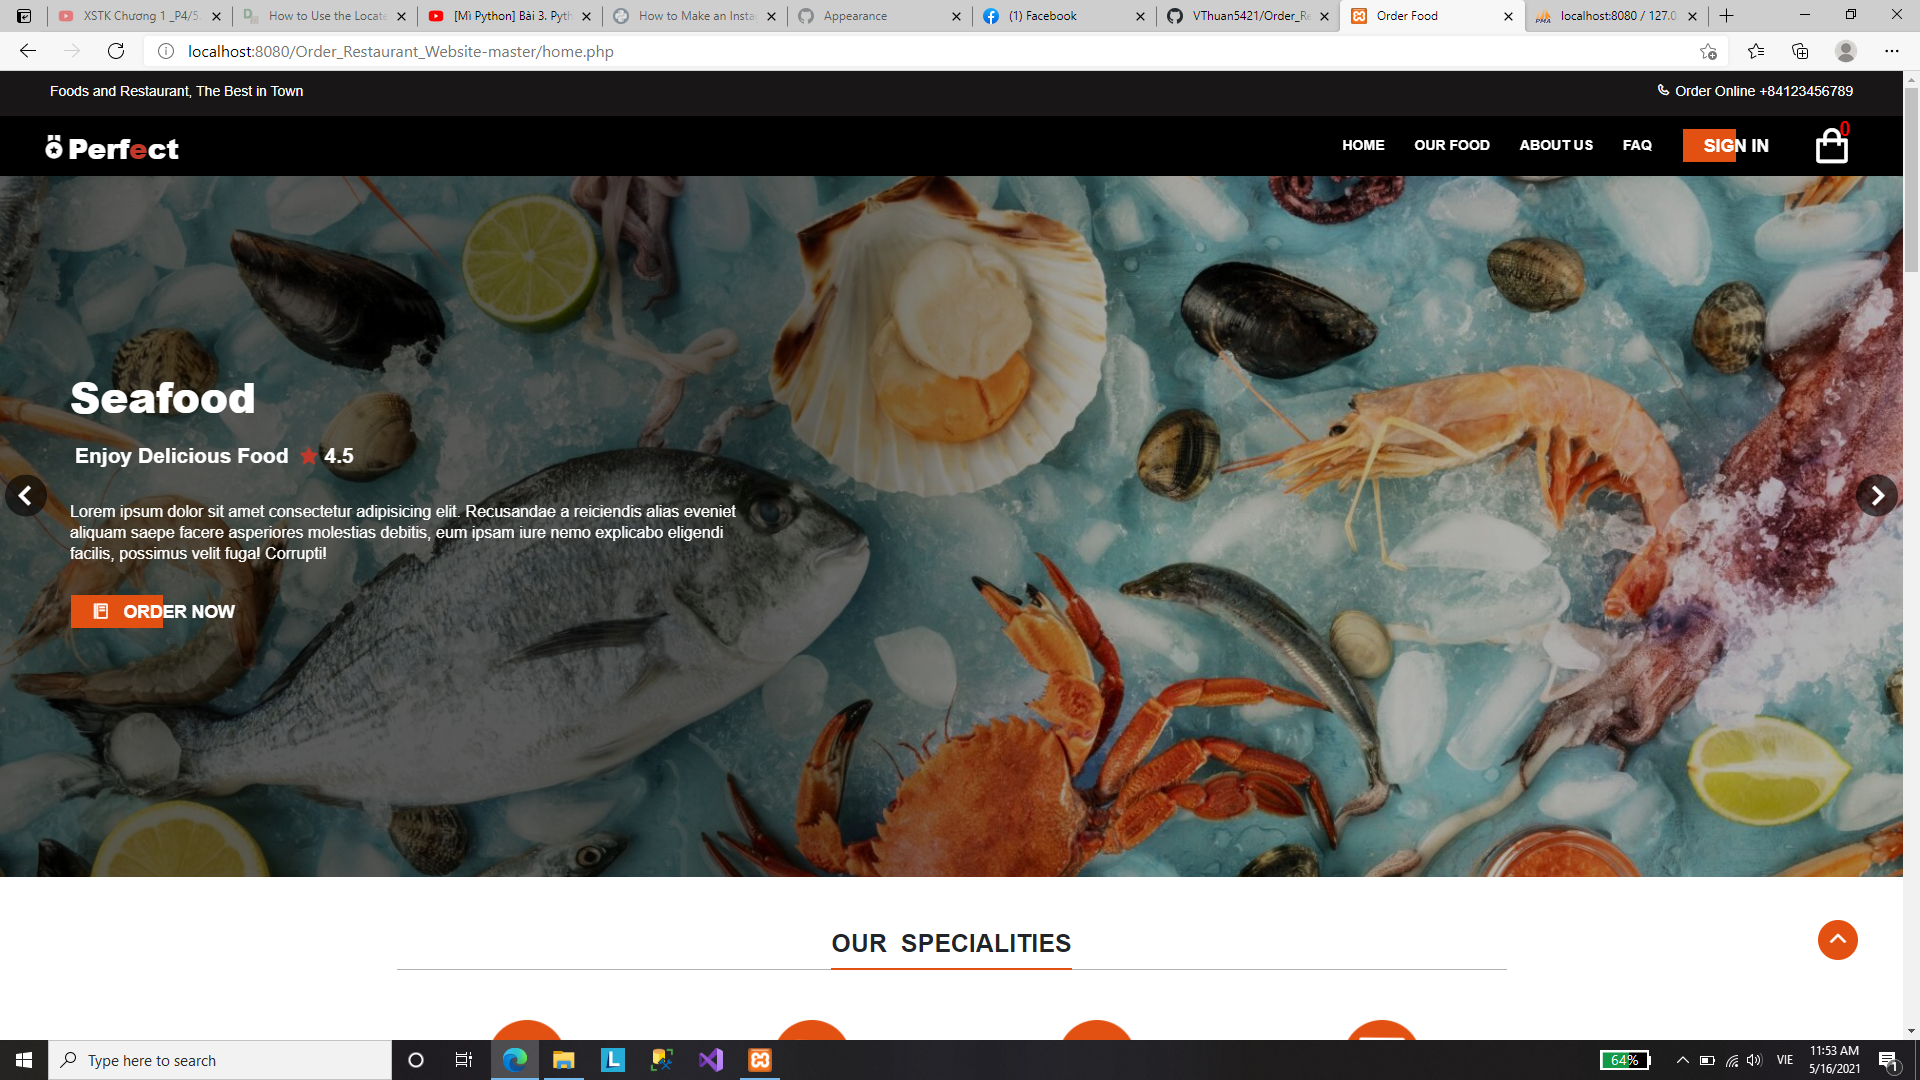 XSTK Chương 1 _P4/5.
How to Use the Locate
[Mì Python] Bài 3. Pyth
How to Make an Insta
Appearance
(1) Facebook
VThuan5421/Order_Re
Order Food
localhost:8080 / 127.0
localhost:8080/Order_Restaurant_Website-master/home.php
Foods and Restaurant, The Best in Town
Order Online +84123456789
Perfect
HOME
OUR FOOD
ABOUT US
FAQ
SIGN IN
0
Seafood
Enjoy Delicious Food 4.5
Lorem ipsum dolor sit amet consectetur adipisicing elit. Recusandae a reiciendis alias eveniet
aliquam saepe facere asperiores molestias debitis, eum ipsam iure nemo explicabo eligendi
facilis, possimus velit fuga! Corrupti!
ORDER NOW
OUR SPECIALITIES
Type here to search
L
64%
VIE
11:53 AM
5/16/2021
1